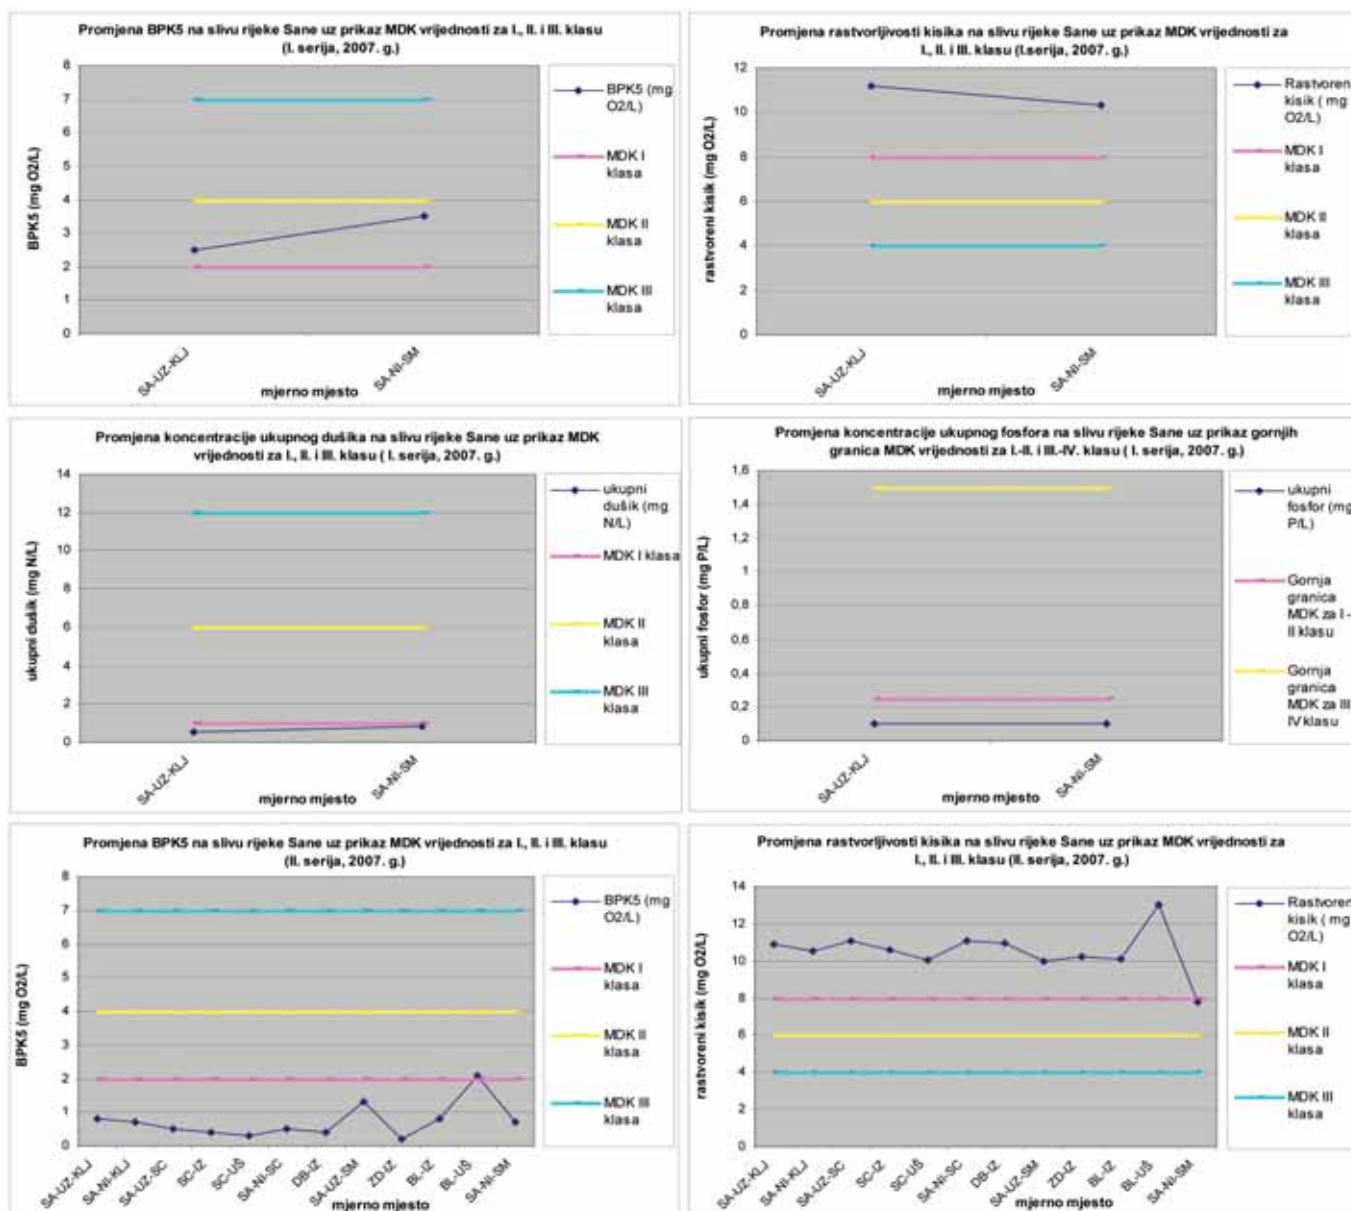 Promjena BPK5 na slivu rijeke Sane uz prikaz MDK vrijednosti za I., II. i III. klasu
(I. serija, 2007. g.)
8
7
6
5
4
3
2
1
0
BPK5 (mg O2/L)
SA-UZ-KLJ
SA-NI-SM
mjerno mjesto
BPK5 (mg
O2/L)
MDK I
klasa
MDK II
klasa
MDK III
klasa
Promjena rastvorljivosti kisika na slivu rijeke Sane uz prikaz MDK vrijednosti za
I., II. i III. klasu (I.serija, 2007. g.)
12
10
8
6
4
2
0
rastvoreni kisik (mg O2/L)
SA-UZ-KLJ
SA-NI-SM
mjerno mjesto
Rastvoren
kisik ( mg
O2/L)
MDK I
klasa
MDK II
klasa
MDK III
klasa
Promjena koncentracije ukupnog dušika na slivu rijeke Sane uz prikaz MDK
vrijednosti za I., II. i III. klasu ( I. serija, 2007. g.)
14
12
10
8
6
4
2
0
ukupni dušik (mg N/L)
SA-UZ-KLJ
SA-NI-SM
mjerno mjesto
ukupni
dušik (mg
N/L)
MDK I klasa
MDK II
klasa
MDK III
klasa
Promjena koncentracije ukupnog fosfora na slivu rijeke Sane uz prikaz gornjih
granica MDK vrijednosti za I.-II. i III.-IV. klasu ( I. serija, 2007. g.)
1,6
1,4
1,2
1
0,8
0,6
0,4
0,2
0
ukupni fosfor (mg P/L)
SA-UZ-KLJ
SA-NI-SM
mjerno mjesto
ukupni
fosfor (mg
P/L)
Gornja
granica
MDK za I -
II klasu
Gornja
granica
MDK za III
IV klasu
Promjena BPK5 na slivu rijeke Sane uz prikaz MDK vrijednosti za I., II. i III. klasu
(II. serija, 2007. g.)
8
7
6
5
4
3
2
1
0
BPK5 (mg O2/L)
SA-UZ-KLJ
SA-NI-KLJ
SA-UZ-SC
SC-IZ
SC-UŠ
SA-NI-SC
DB-IZ
SA-UZ-SM
ZD-IZ
BL-IZ
BL-UŠ
SA-NI-SM
mjerno mjesto
BPK5 (mg
O2/L)
MDK I
klasa
MDK II
klasa
MDK III
klasa
Promjena rastvorljivosti kisika na slivu rijeke Sane uz prikaz MDK vrijednosti za
I., II. i III. klasu (II. serija, 2007. g.)
14
12
10
8
6
4
2
0
rastvoreni kisik (mg O2/L)
SA-UZ-KLJ
SA-NI-KLJ
SA-UZ-SC
SC-IZ
SC-UŠ
SA-NI-SC
DB-IZ
SA-UZ-SM
ZD-IZ
BL-IZ
BL-UŠ
SA-NI-SM
mjerno mjesto
Rastvoren
kisik ( mg
O2/L)
MDK I
klasa
MDK II
klasa
MDK III
klasa